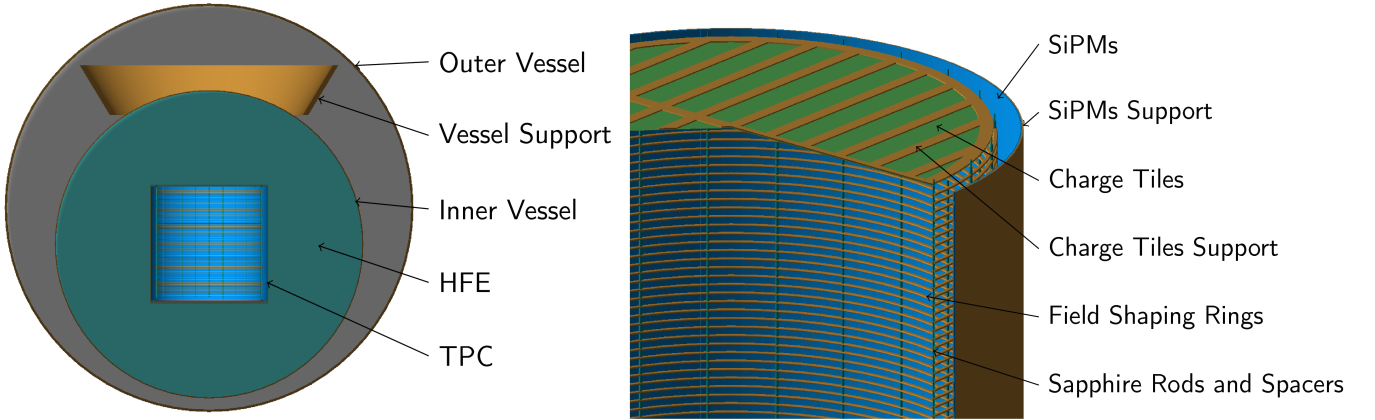 Outer Vessel
Vessel Support
Inner Vessel
HFE
TPC
SiPMs
SiPMs Support
Charge Tiles
Charge Tiles Support
Field Shaping Rings
Sapphire Rods and Spacers